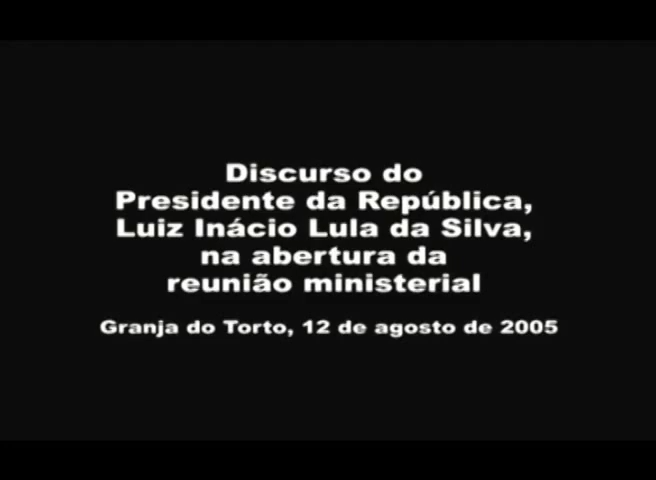 Discurso do
Presidente da República,
Luiz Inácio Lula da Silva,
na abertura da
reunião ministerial
Granja do Torto, 12 de agosto de 2005